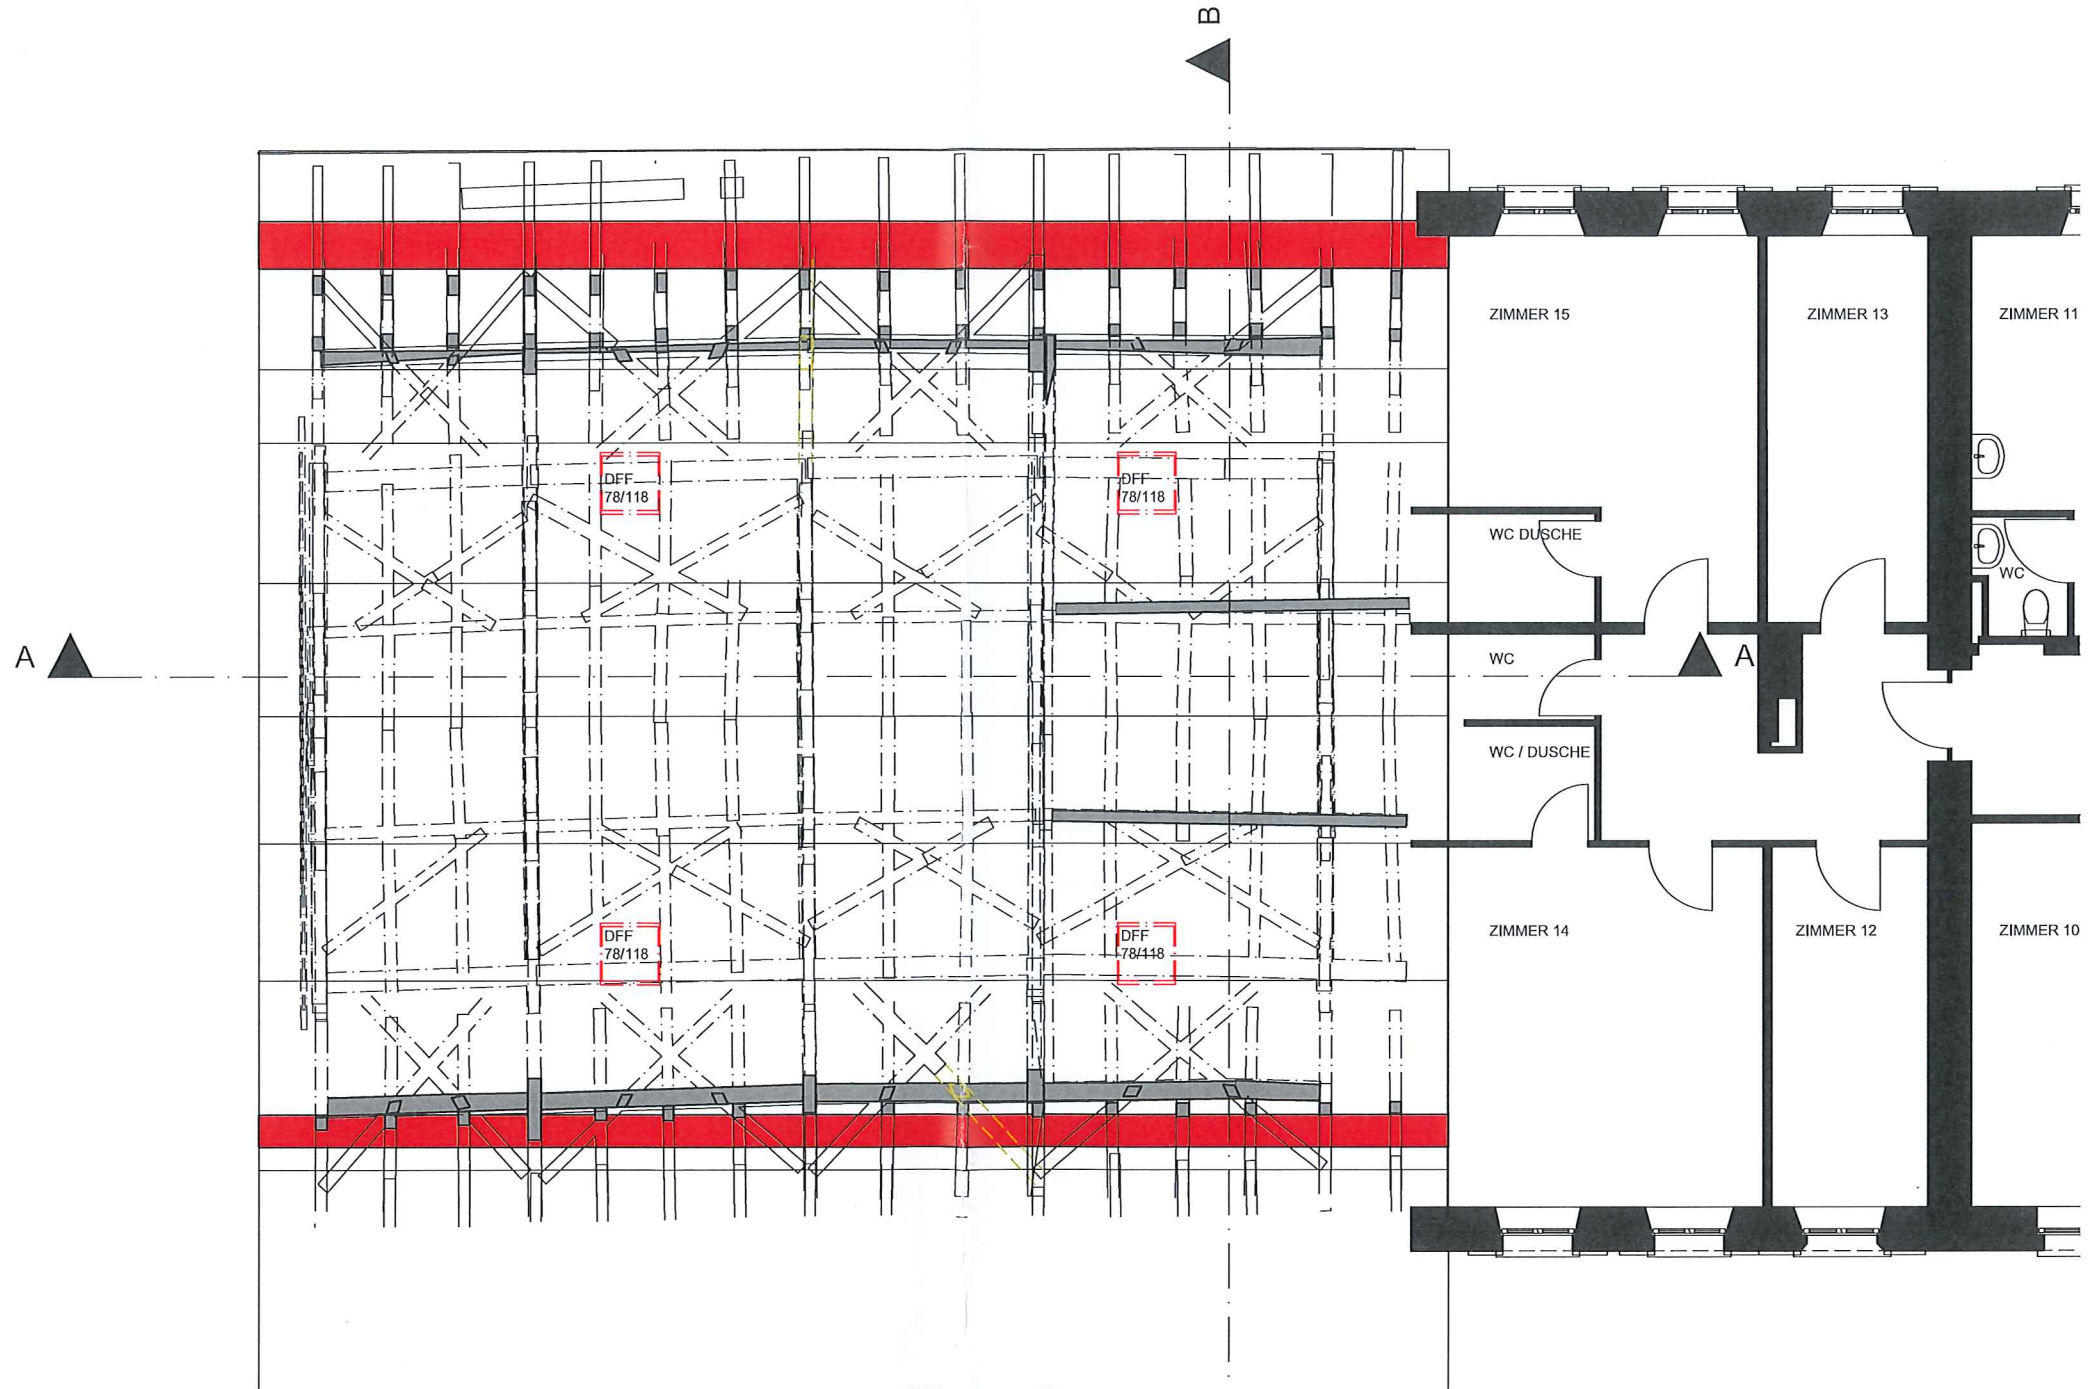 B
ZIMMER 15
ZIMMER 13
ZIMMER 11
DFF
78/118
DFF
78/118
WC DUSCHE
WC
A
WC
A
WC / DUSCHE
DFF
78/118
DFF
78/118
ZIMMER 14
ZIMMER 12
ZIMMER 10